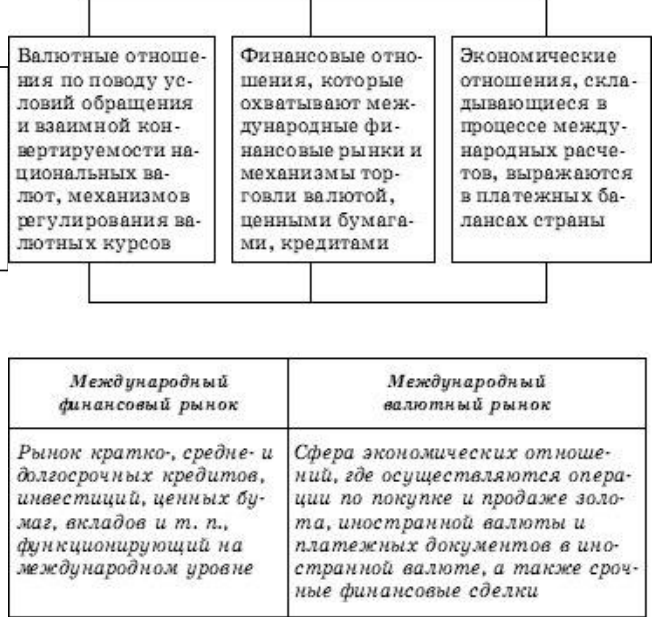 Валютные отноше-
ния по поводу ус-
ловий обращения
и взаимной кон-
вертируемости на-
циональных ва-
лют, механизмов
регулирования ва-
лютных курсов
Финансовые отно-
шения, которые
охватывают меж-
дународные фи-
нансовые рынки и
механизмы тор-
говли валютой,
ценными бумага-
ми, кредитами
Экономические
отношения, скла-
дывающиеся в
процессе между-
народных расче-
тов, выражаются
в платежных ба-
лансах страны
Международный
финансовый рынок
Международный
валютный рынок
Рынок кратко-, средне- и
долгосрочных кредитов,
инвестиций, ценных бу-
маг, вкладов и т. п.,
функционирующий на
международном уровне
Сфера экономических отноше-
ний, где осуществляются опера-
ции по покупке и продаже золо-
та, иностранной валюты и
платежных документов в ино-
странной валюте, а также сроч-
ные финансовые сделки